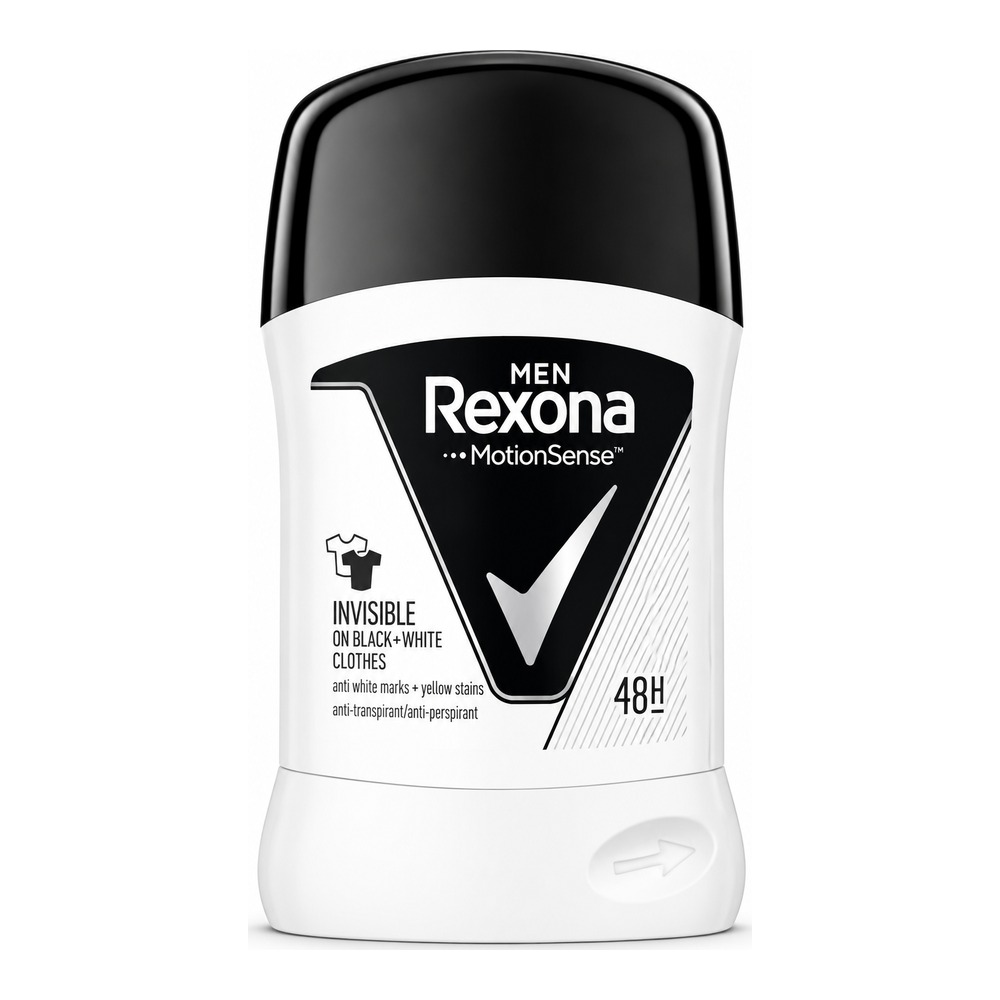 MEN
Rexona
MotionSense™
INVISIBLE
ON BLACK+WHITE
CLOTHES
anti white marks + yellow stains
anti-transpirant/anti-perspirant
48H